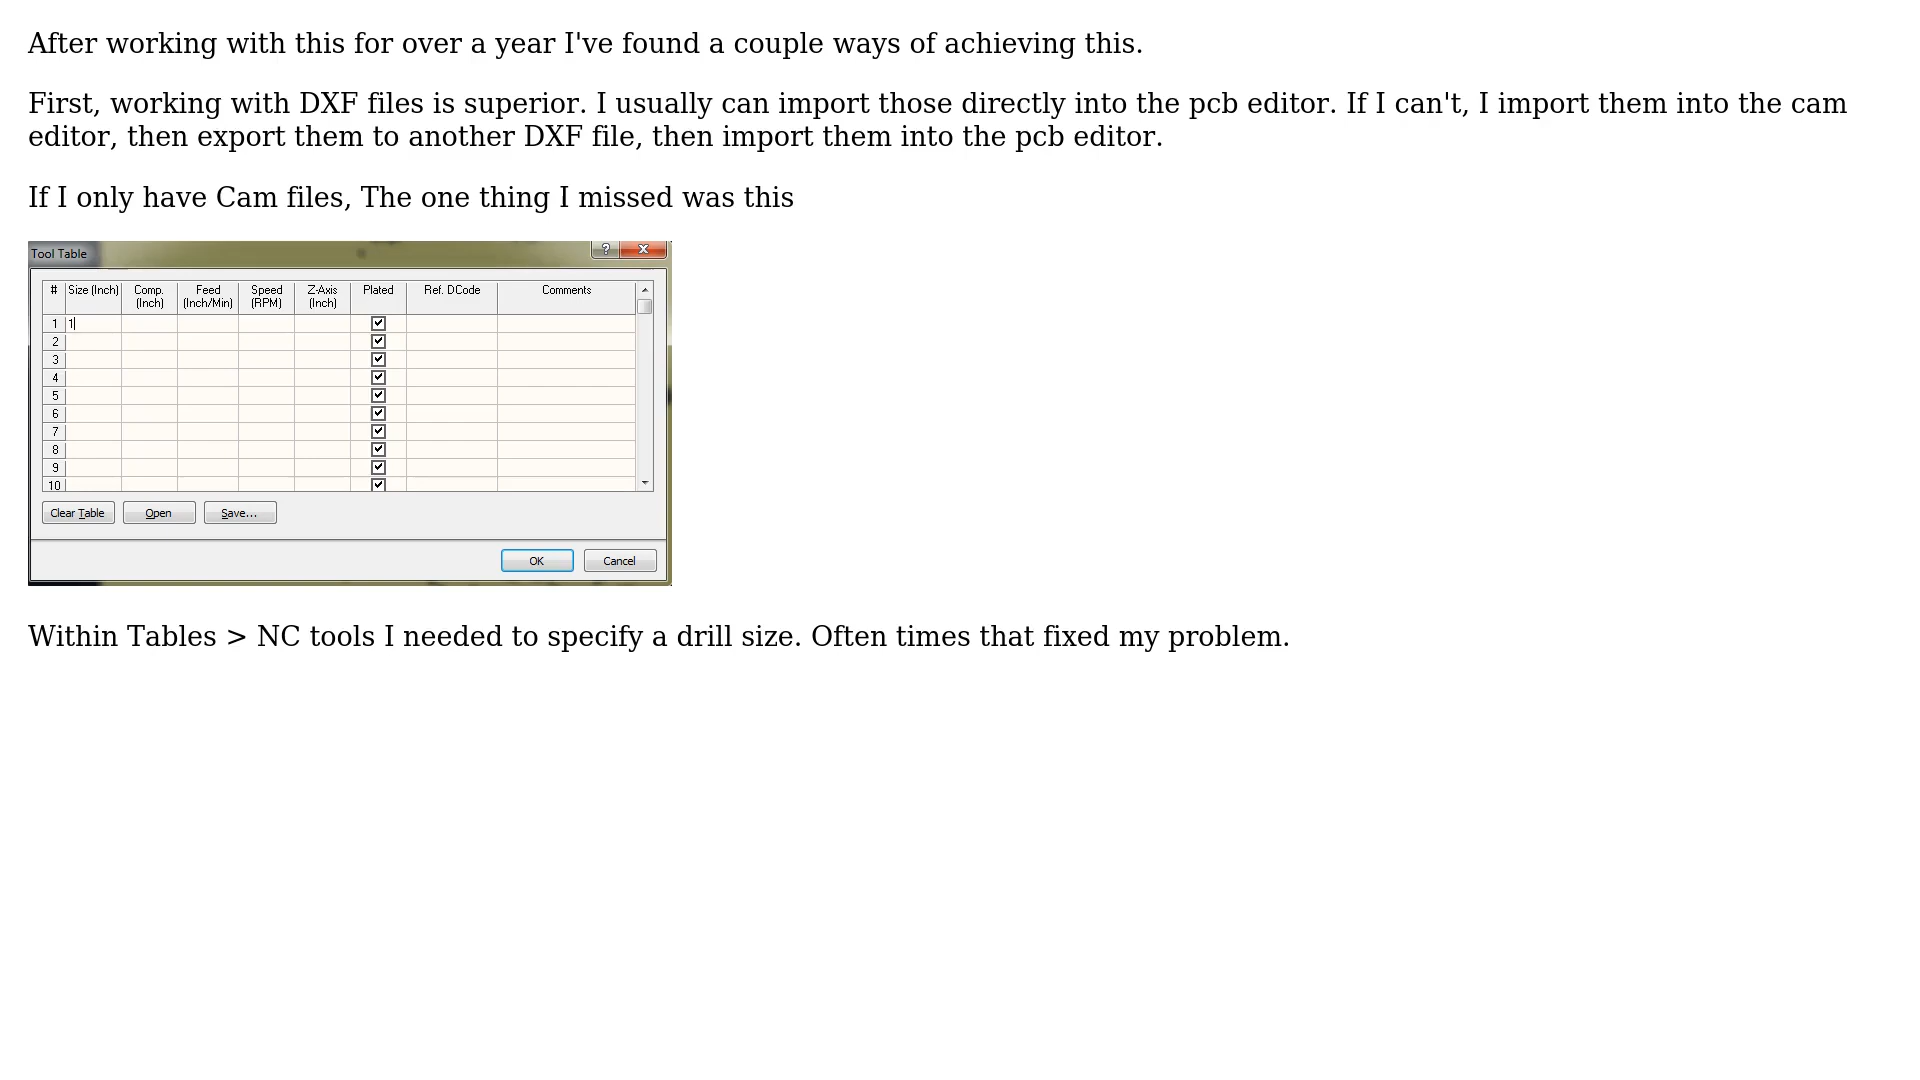 After working with this for over a year I've found a couple ways of achieving this.
First, working with DXF files is superior. I usually can import those directly into the pcb editor. If I can't, I import them into the cam
editor, then export them to another DXF file, then import them into the pcb editor.
If I only have Cam files, The one thing I missed was this
Tool Table
?
# Size (Inch) Comp. (Inch) Feed (Inch/Min) Speed (RPM) Z-Axis (Inch) Plated Ref. DCode Comments
1 1
2
3
4
5
6
7
8
9
10
Clear Table Open Save...
OK Cancel
Within Tables > NC tools I needed to specify a drill size. Often times that fixed my problem.